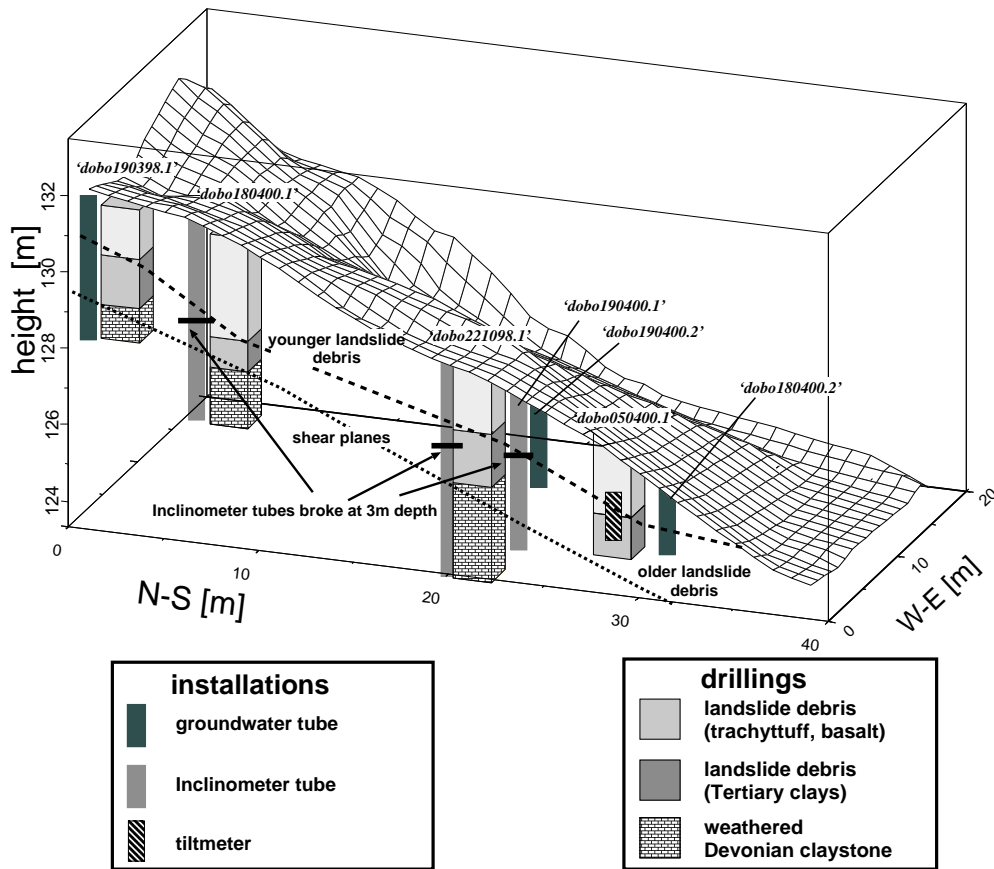 'dobo190398.1'
'dobo180400.1'
132
130
128
126
124
height [m]
'dobo190400.1'
'dobo190400.2'
'dobo221098.1'
'dobo180400.2'
'dobo050400.1'
younger landslide
debris
shear planes
Inclinometer tubes broke at 3m depth
older landslide
debris
0
10
20
30
40
N-S [m]
0
10
20
W-E [m]
installations
groundwater tube
Inclinometer tube
tiltmeter
drillings
landslide debris
(trachyttuff, basalt)
landslide debris
(Tertiary clays)
weathered
Devonian claystone